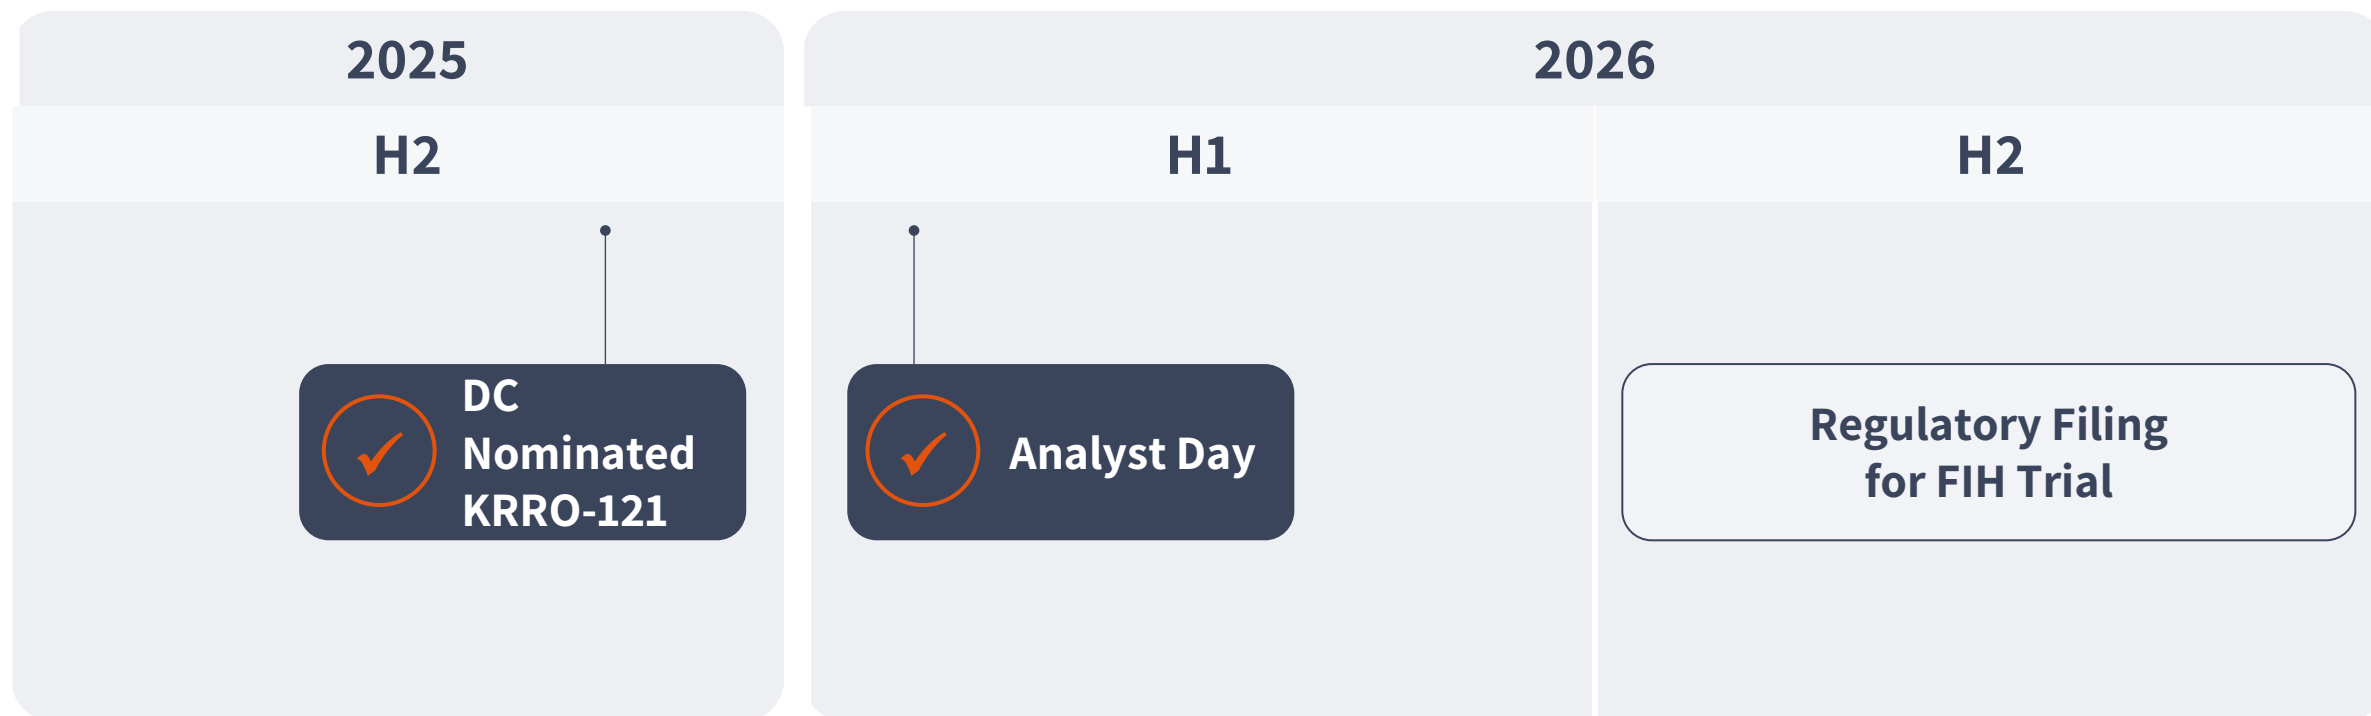 2025
2026
H2
H1
H2
DC
Nominated
KRRO-121
Analyst Day
Regulatory Filing
for FIH Trial